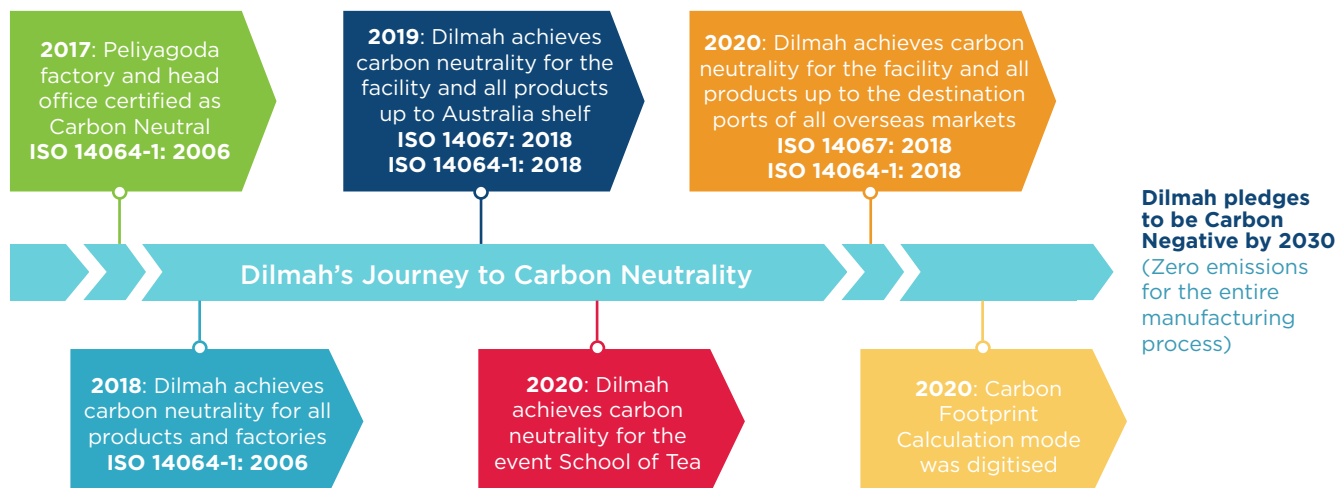 2017: Peliyagoda
factory and head
office certified as
Carbon Neutral
ISO 14064-1: 2006
2019: Dilmah achieves
carbon neutrality for the
facility and all products
up to Australia shelf
ISO 14067: 2018
ISO 14064-1: 2018
2020: Dilmah achieves carbon
neutrality for the facility and all
products up to the destination
ports of all overseas markets
ISO 14067: 2018
ISO 14064-1: 2018
Dilmah's Journey to Carbon Neutrality
Dilmah pledges
to be Carbon
Negative by 2030
(Zero emissions
for the entire
manufacturing
process)
2018: Dilmah achieves
carbon neutrality for all
products and factories
ISO 14064-1: 2006
2020: Dilmah
achieves carbon
neutrality for the
event School of Tea
2020: Carbon
Footprint
Calculation mode
was digitised